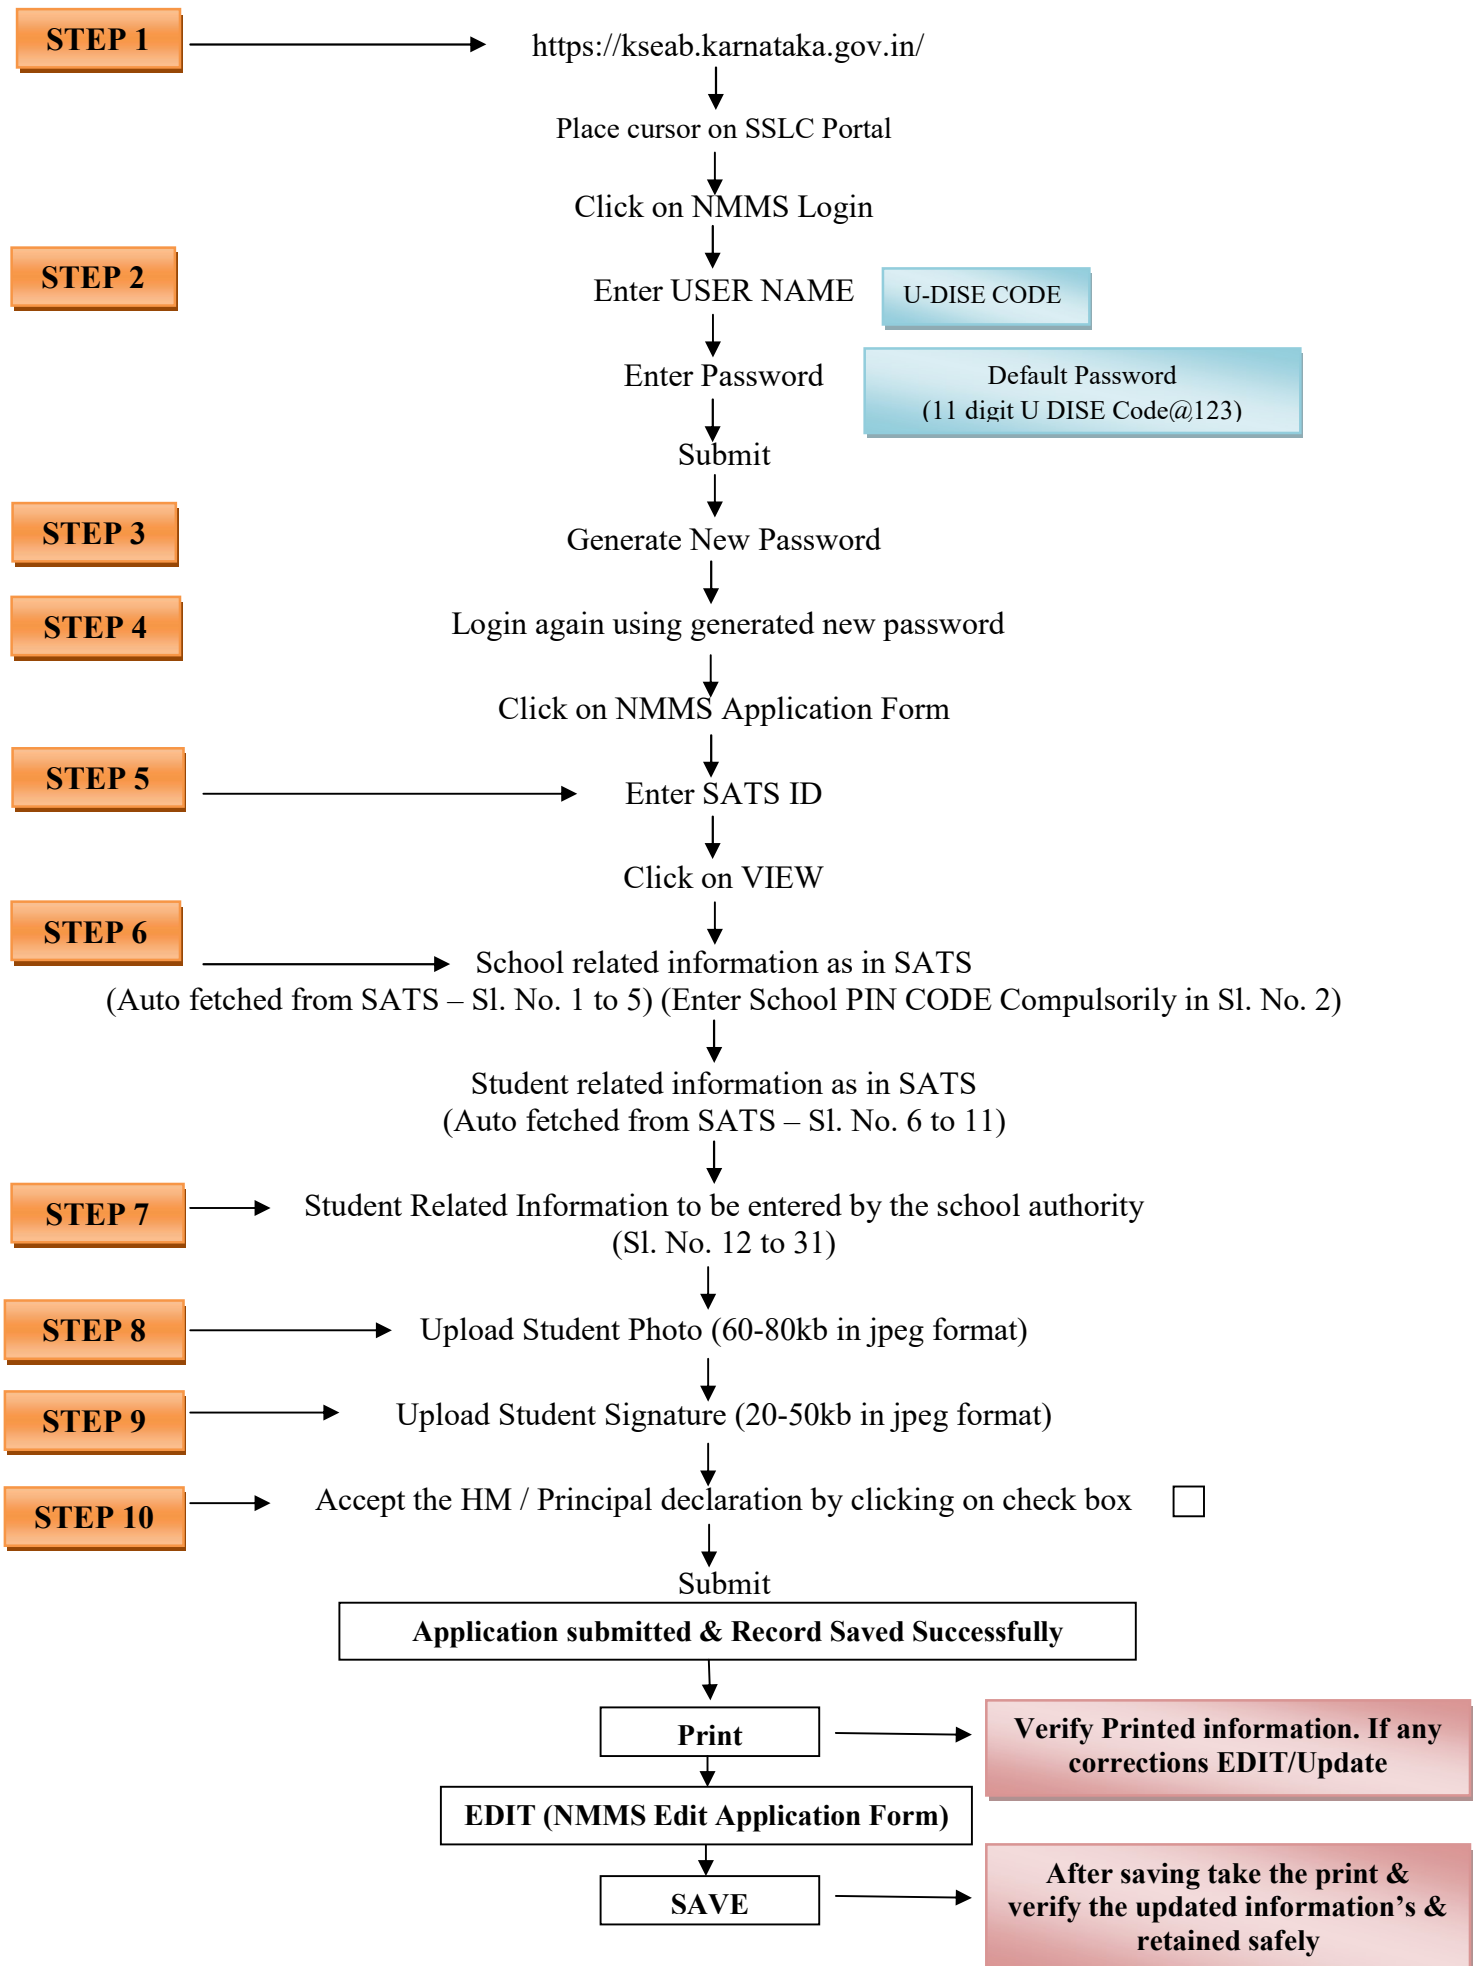 STEP 1
https://kseab.karnataka.gov.in/
Place cursor on SSLC Portal
Click on NMMS Login
STEP 2
Enter USER NAME
U-DISE CODE
Enter Password
Default Password
(11 digit U DISE Code@123)
Submit
STEP 3
Generate New Password
STEP 4
Login again using generated new password
Click on NMMS Application Form
STEP 5
Enter SATS ID
Click on VIEW
STEP 6
School related information as in SATS
(Auto fetched from SATS – Sl. No. 1 to 5) (Enter School PIN CODE Compulsorily in Sl. No. 2)
Student related information as in SATS
(Auto fetched from SATS – Sl. No. 6 to 11)
STEP 7
Student Related Information to be entered by the school authority
(Sl. No. 12 to 31)
STEP 8
Upload Student Photo (60-80kb in jpeg format)
STEP 9
Upload Student Signature (20-50kb in jpeg format)
STEP 10
Accept the HM / Principal declaration by clicking on check box
Submit
Application submitted & Record Saved Successfully
Print
Verify Printed information. If any
corrections EDIT/Update
EDIT (NMMS Edit Application Form)
SAVE
After saving take the print &
verify the updated information’s &
retained safely